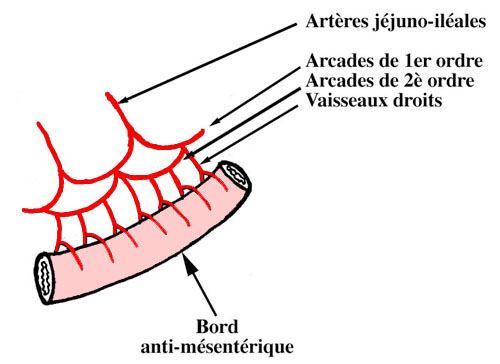 Artères jéjuno-iléales
Arcades de 1er ordre
Arcades de 2è ordre
Vaisseaux droits
Bord
anti-mésentérique